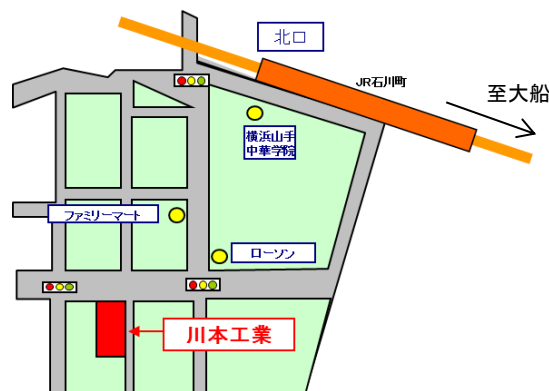 北口
JR石川町
至大船
横浜山手
中華学院
ファミリーマート
ローソン
川本工業